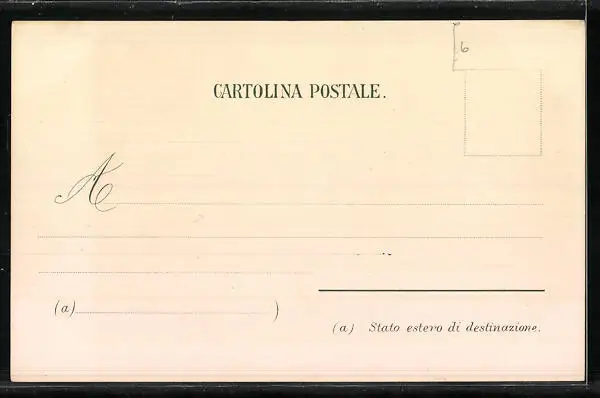 6
CARTOLINA POSTALE.
A
(a) )
(a) Stato estero di destinazione.